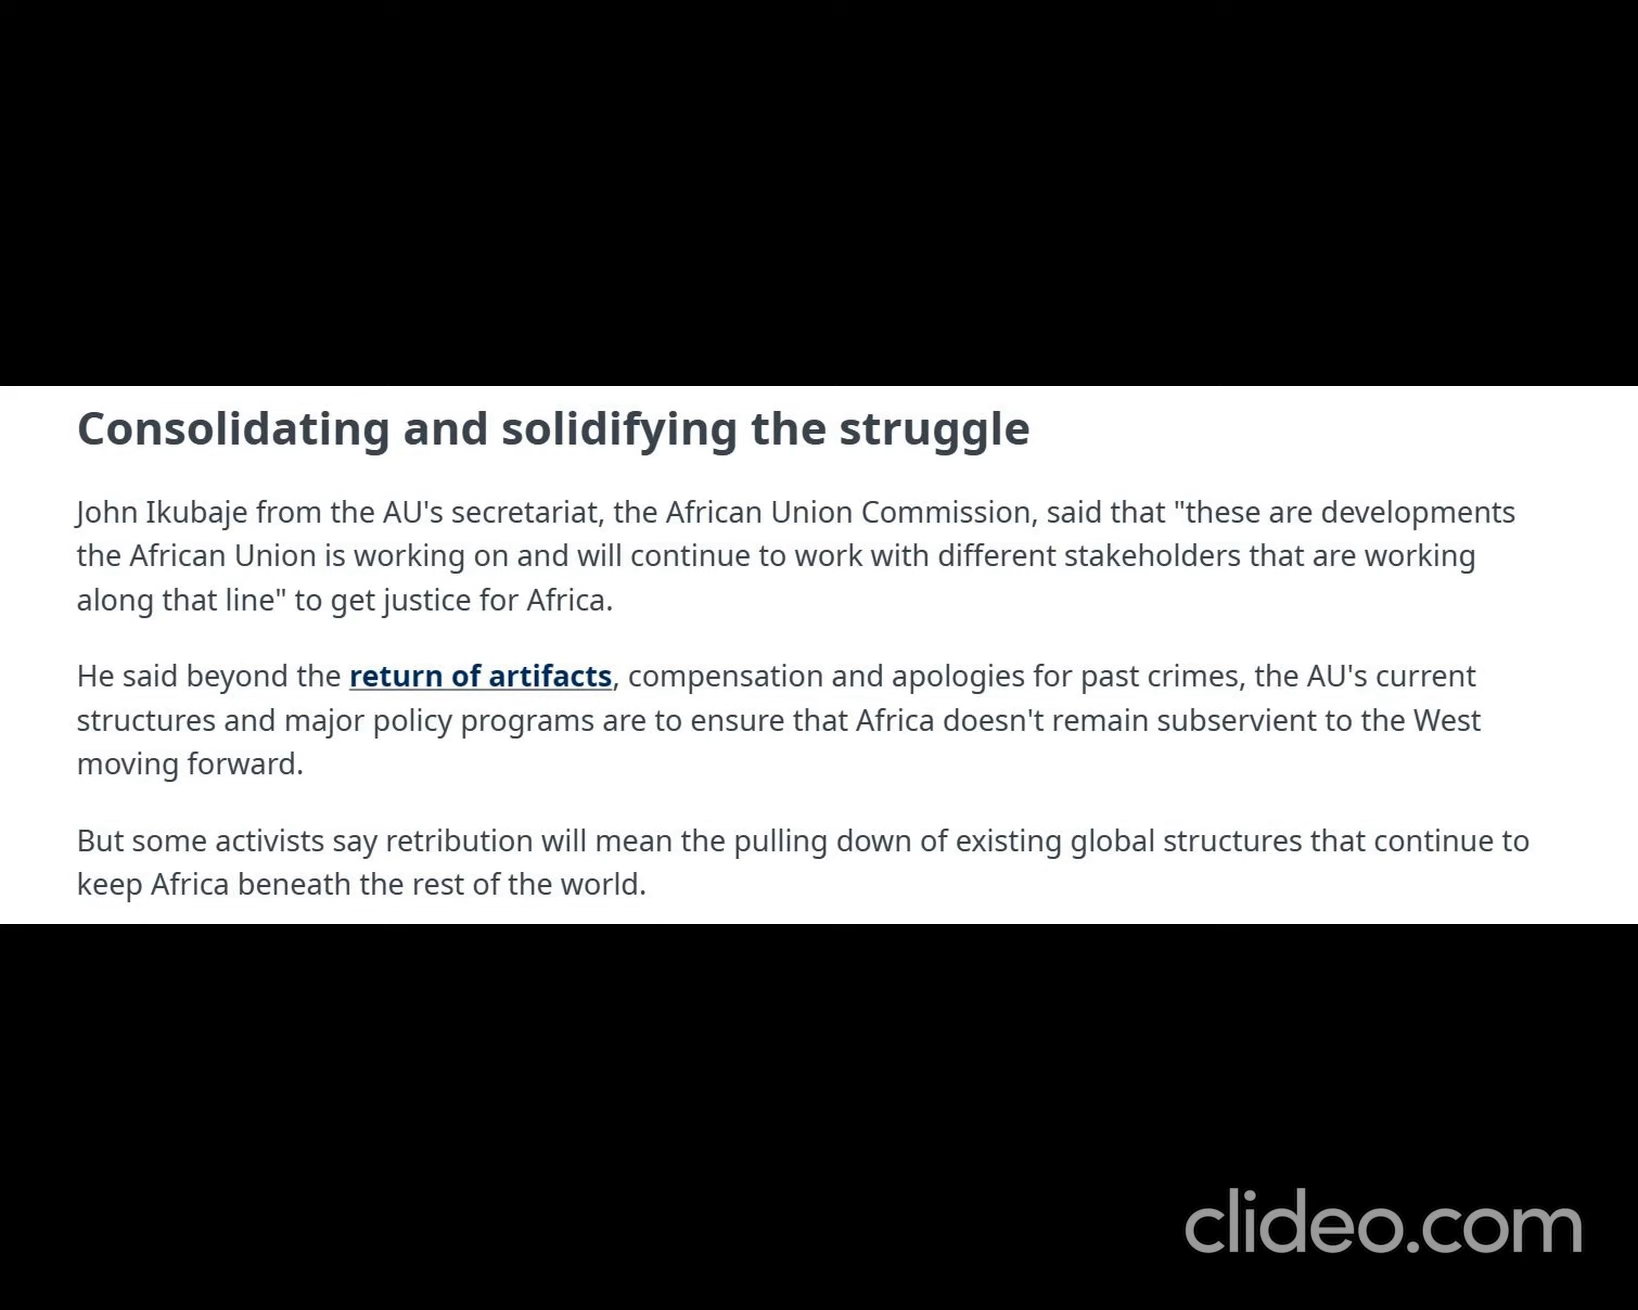 Consolidating and solidifying the struggle
John Ikubaje from the AU's secretariat, the African Union Commission, said that "these are developments
the African Union is working on and will continue to work with different stakeholders that are working
along that line" to get justice for Africa.
He said beyond the return of artifacts, compensation and apologies for past crimes, the AU's current
structures and major policy programs are to ensure that Africa doesn't remain subservient to the West
moving forward.
But some activists say retribution will mean the pulling down of existing global structures that continue to
keep Africa beneath the rest of the world.
clideo.com